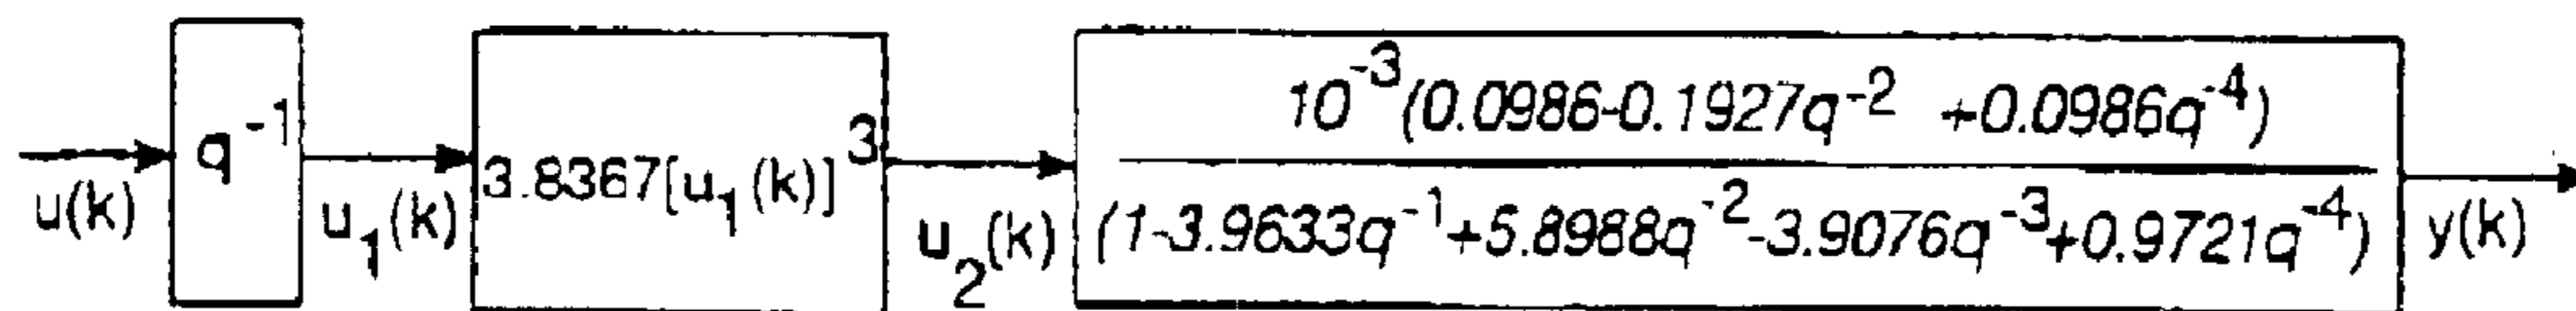 u(k)
q⁻¹
u₁(k)
3.8367[u₁(k)]³
u₂(k)
10⁻³(0.0986-0.1927q⁻² +0.0986q⁻⁴)
(1-3.9633q⁻¹+5.8988q⁻²-3.9076q⁻³+0.9721q⁻⁴)
y(k)